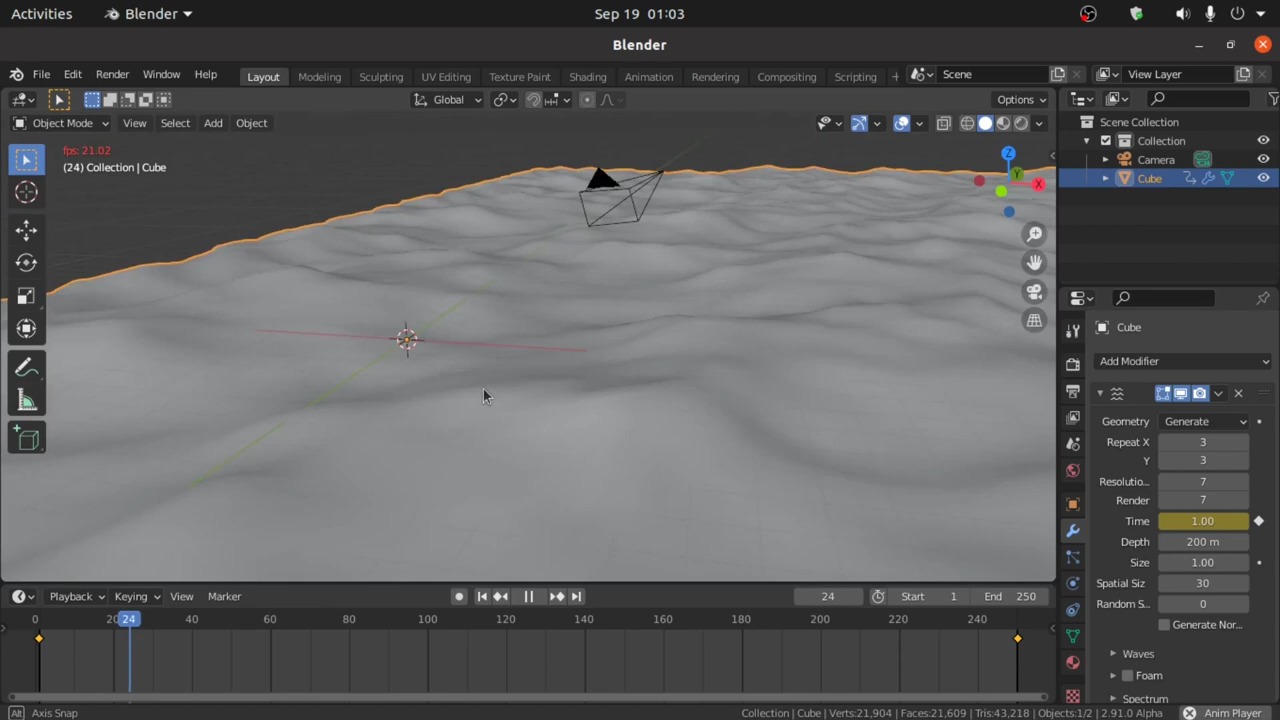 Activities Blender Sep 19 01:03
Blender
File Edit Render Window Help Layout Modeling Sculpting UV Editing Texture Paint Shading Animation Rendering Compositing Scripting + Scene View Layer
Global Options
Object Mode View Select Add Object
fps: 21.02
(24) Collection | Cube
Z
Y
X
Scene Collection
Collection
Camera
Cube
Cube
Add Modifier
Geometry Generate
Repeat X 3
Y 3
Resolutio... 7
Render 7
Time 1.00
Depth 200 m
Size 1.00
Spatial Siz 30
Random S... 0
Generate Nor...
Waves
Foam
Spectrum
Playback Keying View Marker 24 Start 1 End 250
0 20 24 40 60 80 100 120 140 160 180 200 220 240
Alt Axis Snap Collection | Cube | Verts:21,904 | Faces:21,609 | Tris:43,218 | Objects:1/2 | 2.91.0 Alpha Anim Player